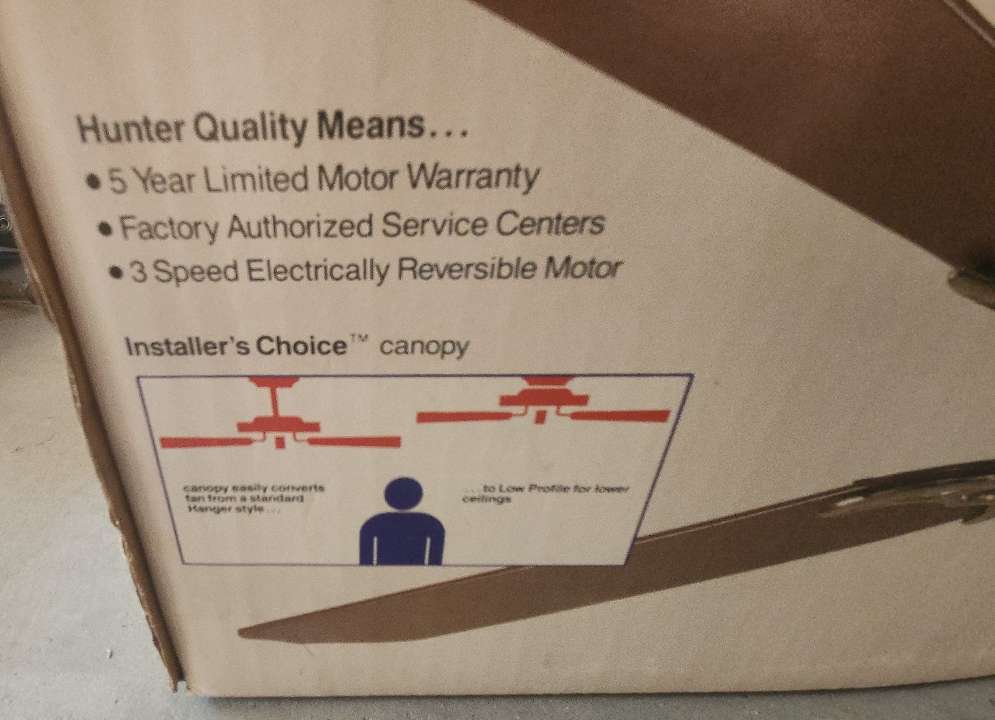 Hunter Quality Means...
• 5 Year Limited Motor Warranty
• Factory Authorized Service Centers
• 3 Speed Electrically Reversible Motor
Installer's Choice™ canopy
canopy easily converts
fan from a standard
Hanger style...
...to Low Profile for lower
ceilings